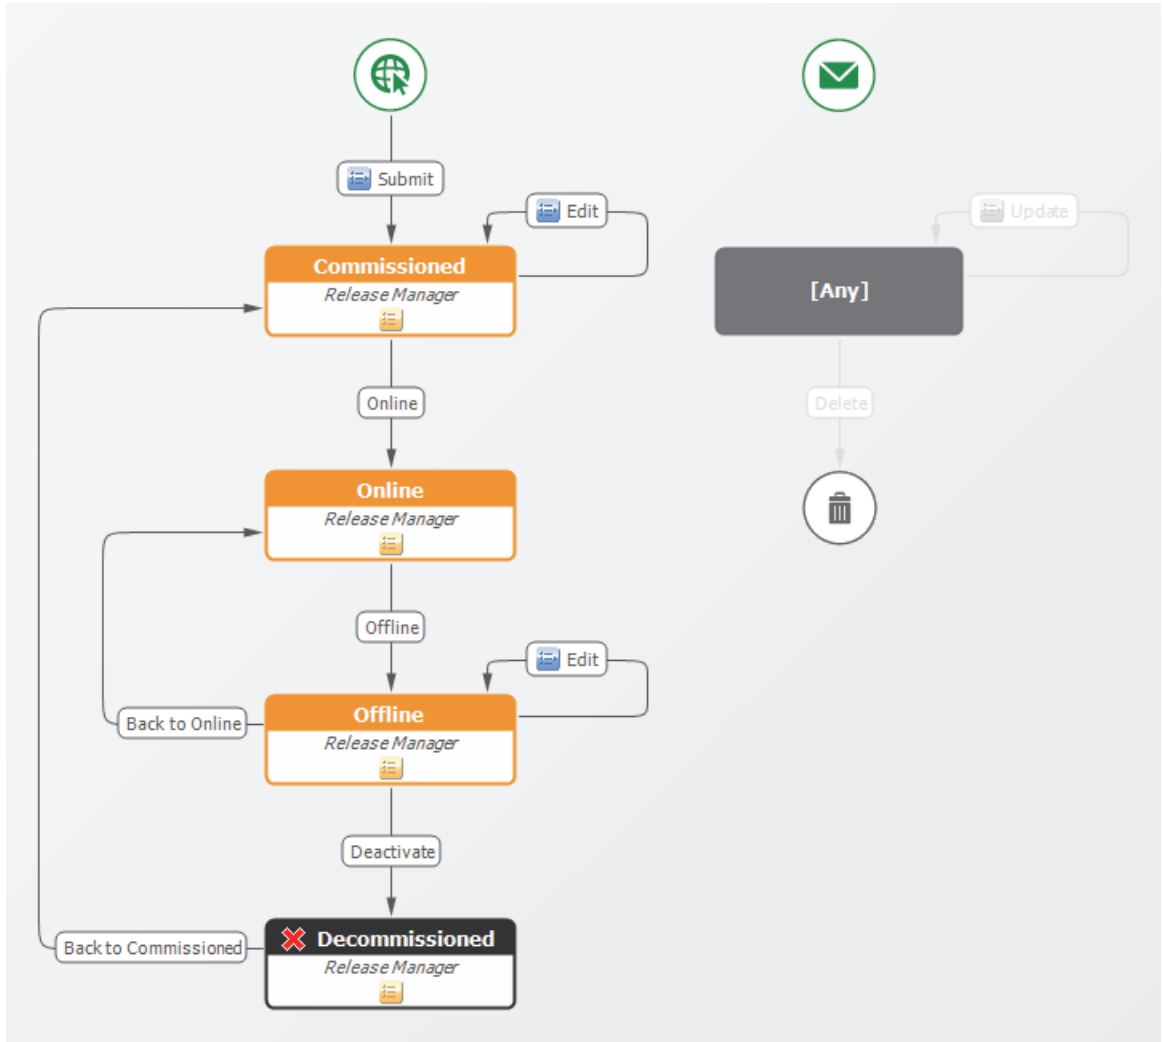 Submit
Edit
Update
Commissioned
Release Manager
[Any]
Online
Delete
Online
Release Manager
Offline
Edit
Offline
Release Manager
Back to Online
Deactivate
Decommissioned
Release Manager
Back to Commissioned